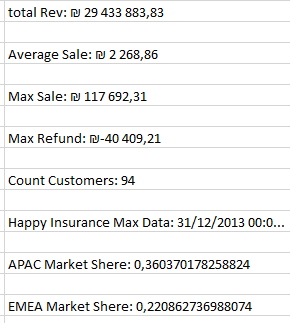 total Rev: ₪ 29 433 883,83
Average Sale: ₪ 2 268,86
Max Sale: ₪ 117 692,31
Max Refund: ₪-40 409,21
Count Customers: 94
Happy Insurance Max Data: 31/12/2013 00:0...
APAC Market Shere: 0,360370178258824
EMEA Market Shere: 0,220862736988074